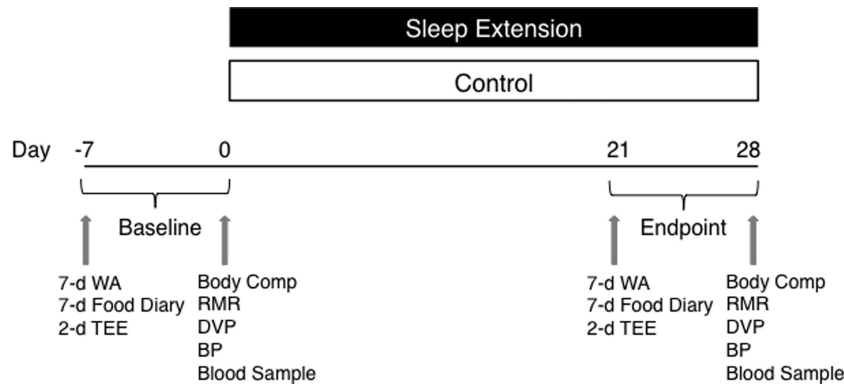 Sleep Extension
Control
Day -7 0 21 28
Baseline Endpoint
7-d WA
7-d Food Diary
2-d TEE
Body Comp
RMR
DVP
BP
Blood Sample
7-d WA
7-d Food Diary
2-d TEE
Body Comp
RMR
DVP
BP
Blood Sample